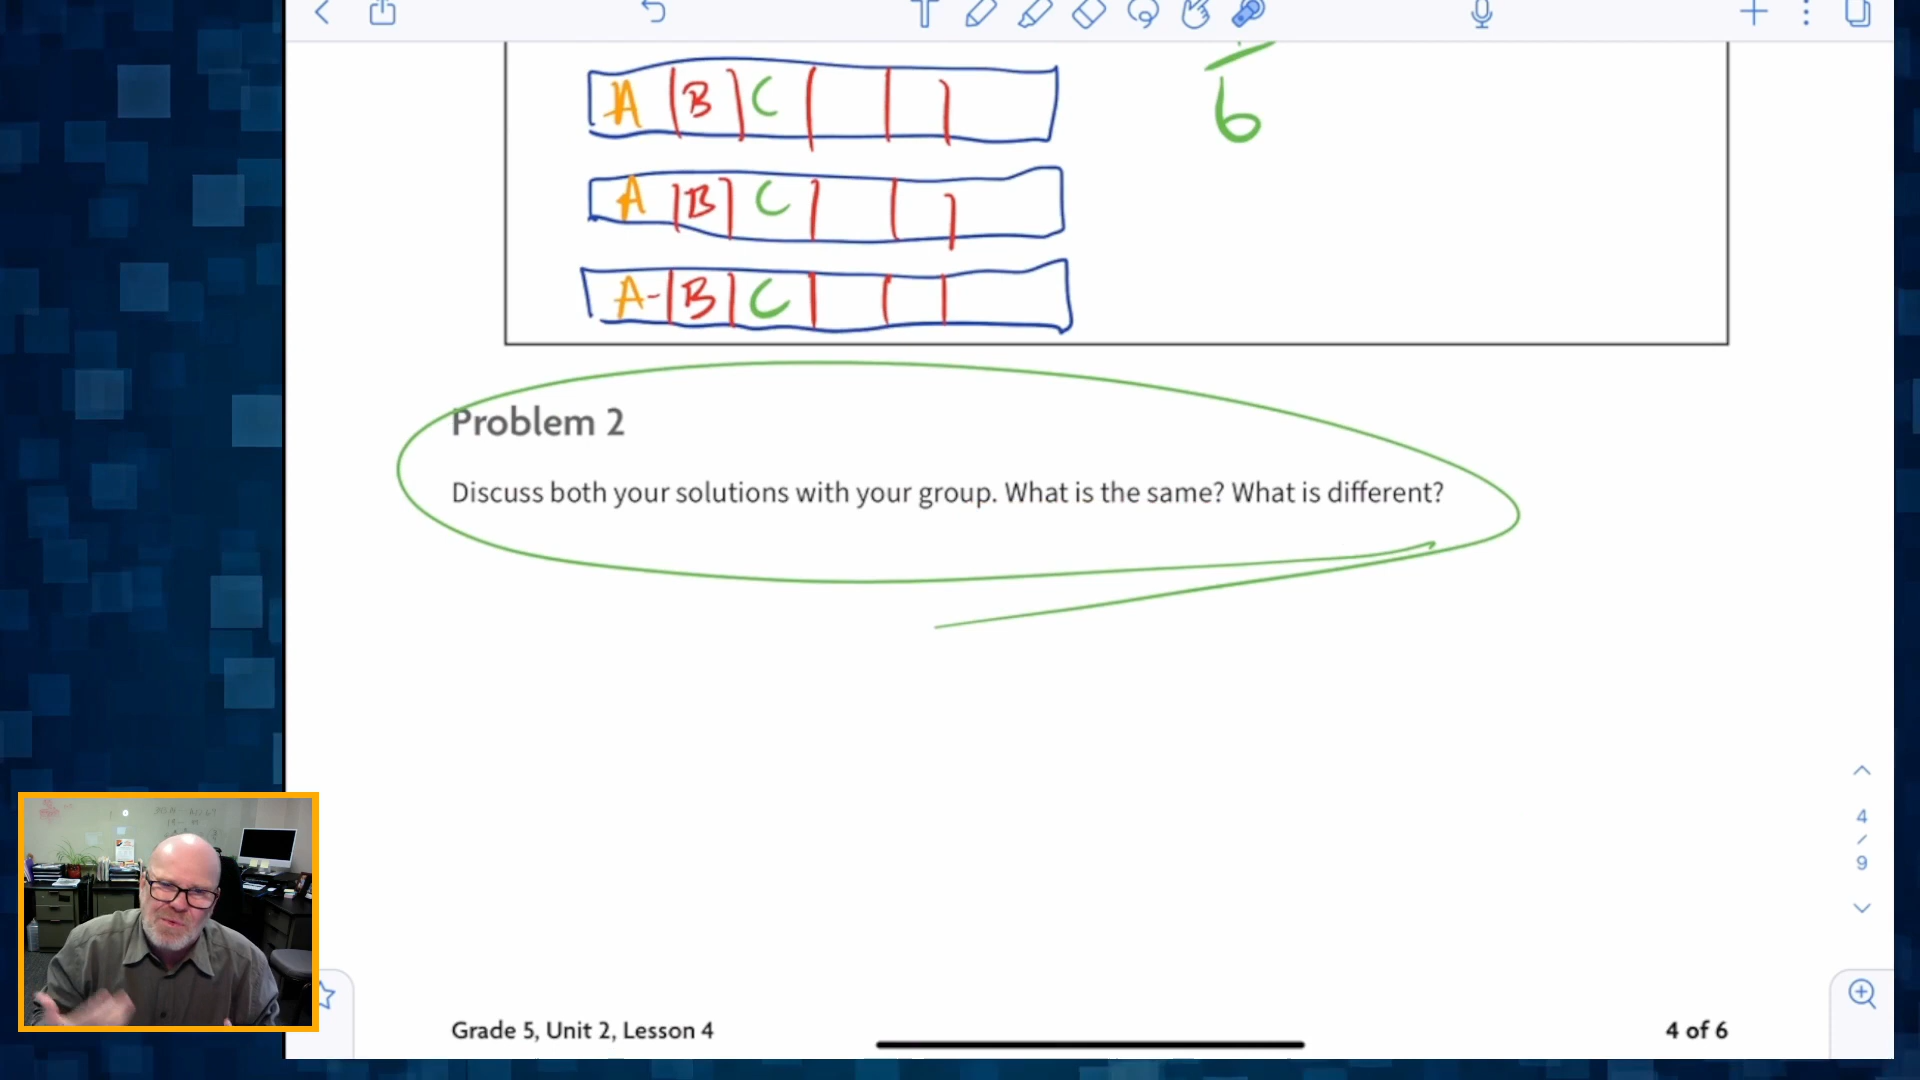 6
A B C
A B C
A- B C
Problem 2
Discuss both your solutions with your group. What is the same? What is different?
4
/
9
Grade 5, Unit 2, Lesson 4
4 of 6